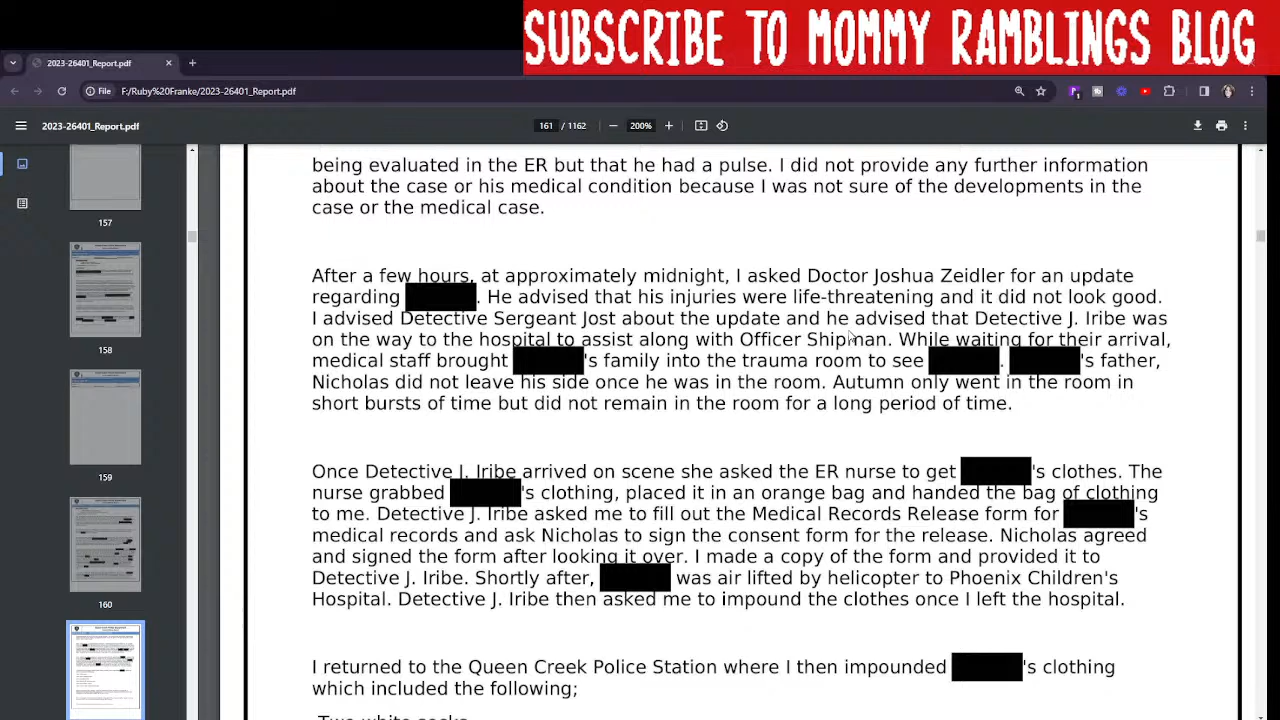 SUBSCRIBE TO MOMMY RAMBLINGS BLOG
2023-26401_Report.pdf
File F:/Ruby%20Franke/2023-26401_Report.pdf
2023-26401_Report.pdf 161 / 1162 200%
being evaluated in the ER but that he had a pulse. I did not provide any further information
about the case or his medical condition because I was not sure of the developments in the
case or the medical case.
After a few hours, at approximately midnight, I asked Doctor Joshua Zeidler for an update
regarding . He advised that his injuries were life-threatening and it did not look good.
I advised Detective Sergeant Jost about the update and he advised that Detective J. Iribe was
on the way to the hospital to assist along with Officer Shipman. While waiting for their arrival,
medical staff brought 's family into the trauma room to see . 's father,
Nicholas did not leave his side once he was in the room. Autumn only went in the room in
short bursts of time but did not remain in the room for a long period of time.
Once Detective J. Iribe arrived on scene she asked the ER nurse to get 's clothes. The
nurse grabbed 's clothing, placed it in an orange bag and handed the bag of clothing
to me. Detective J. Iribe asked me to fill out the Medical Records Release form for 's
medical records and ask Nicholas to sign the consent form for the release. Nicholas agreed
and signed the form after looking it over. I made a copy of the form and provided it to
Detective J. Iribe. Shortly after, was air lifted by helicopter to Phoenix Children's
Hospital. Detective J. Iribe then asked me to impound the clothes once I left the hospital.
I returned to the Queen Creek Police Station where I then impounded 's clothing
which included the following;
Two white socks
157
158
159
160